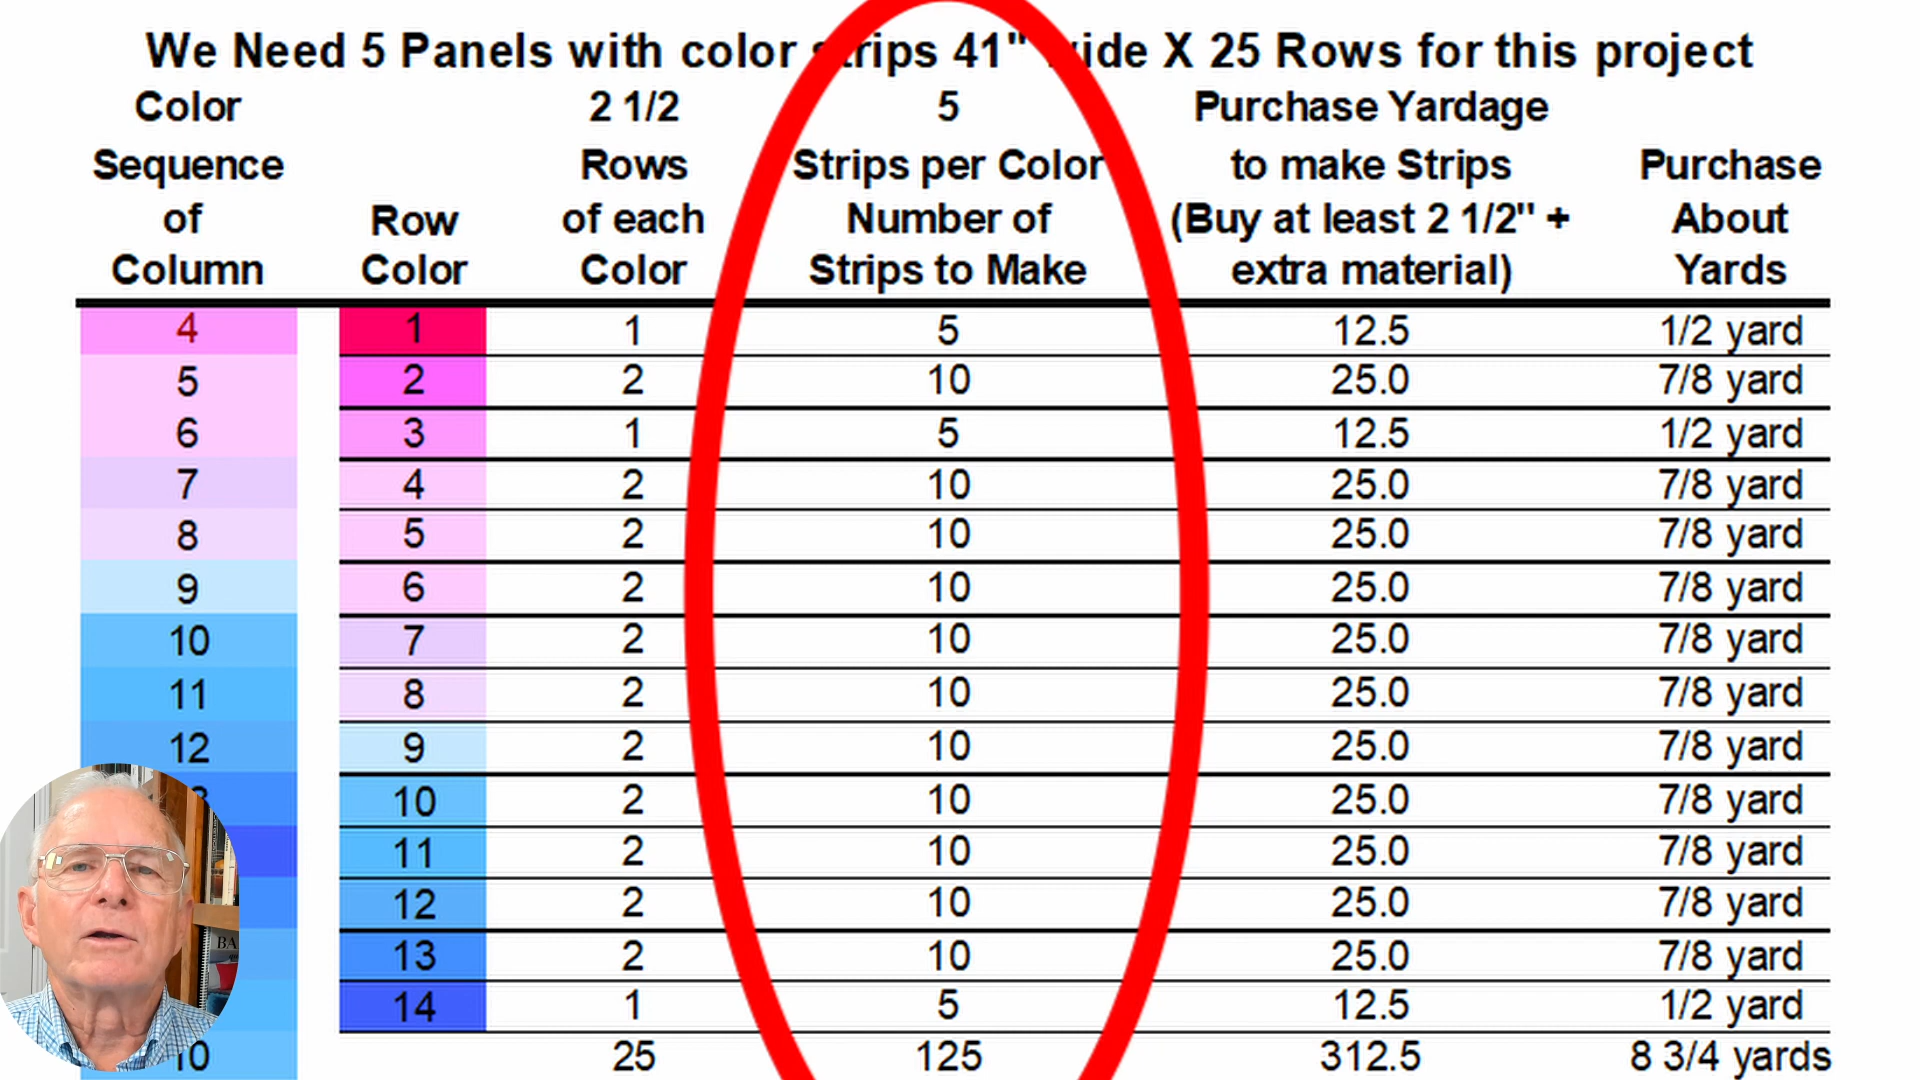 We Need 5 Panels with color strips 41" wide X 25 Rows for this project
Color 2 1/2 5 Purchase Yardage
Sequence Rows Strips per Color to make Strips Purchase
of Row of each Number of (Buy at least 2 1/2" + About
Column Color Color Strips to Make extra material) Yards
4 1 1 5 12.5 1/2 yard
5 2 2 10 25.0 7/8 yard
6 3 1 5 12.5 1/2 yard
7 4 2 10 25.0 7/8 yard
8 5 2 10 25.0 7/8 yard
9 6 2 10 25.0 7/8 yard
10 7 2 10 25.0 7/8 yard
11 8 2 10 25.0 7/8 yard
12 9 2 10 25.0 7/8 yard
10 2 10 25.0 7/8 yard
11 2 10 25.0 7/8 yard
12 2 10 25.0 7/8 yard
13 2 10 25.0 7/8 yard
14 1 5 12.5 1/2 yard
10 25 125 312.5 8 3/4 yards
BA